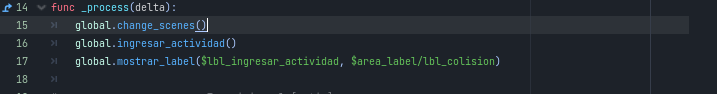 14 func _process(delta):
15 global.change_scenes()
16 global.ingresar_actividad()
17 global.mostrar_label($lbl_ingresar_actividad, $area_label/lbl_colision)
18